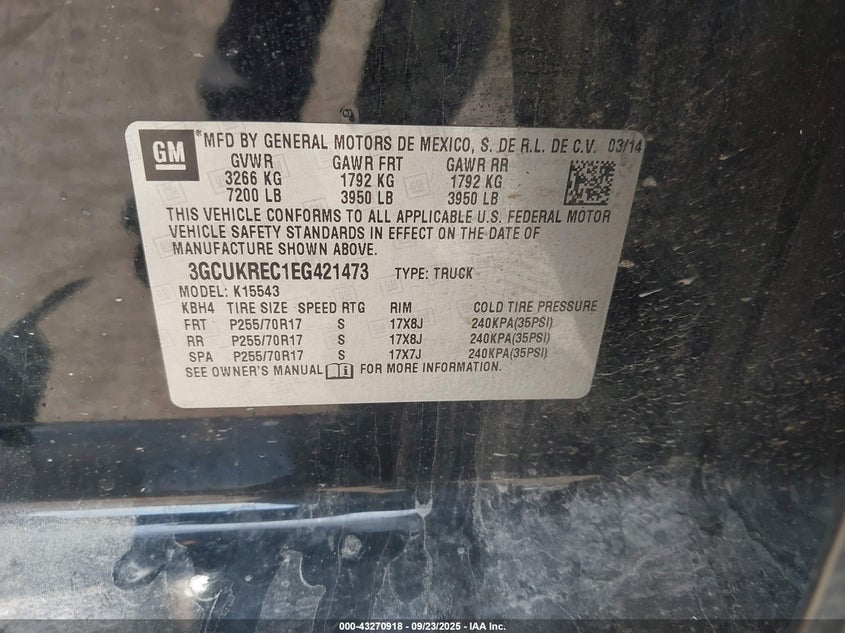 GM ® MFD BY GENERAL MOTORS DE MEXICO, S. DE R.L. DE C.V. 03/14
GVWR GAWR FRT GAWR RR
3266 KG 1792 KG 1792 KG
7200 LB 3950 LB 3950 LB
THIS VEHICLE CONFORMS TO ALL APPLICABLE U.S. FEDERAL MOTOR
VEHICLE SAFETY STANDARDS IN EFFECT ON THE DATE OF
MANUFACTURE SHOWN ABOVE.
3GCUKREC1EG421473 TYPE: TRUCK
MODEL: K15543
KBH4 TIRE SIZE SPEED RTG RIM COLD TIRE PRESSURE
FRT P255/70R17 S 17X8J 240KPA(35PSI)
RR P255/70R17 S 17X8J 240KPA(35PSI)
SPA P255/70R17 S 17X7J 240KPA(35PSI)
SEE OWNER'S MANUAL FOR MORE INFORMATION.
000-43270918 - 09/23/2025 - IAA Inc.